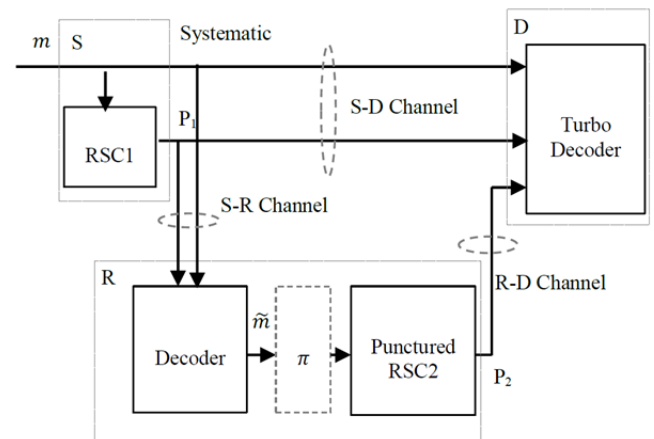 m
S
Systematic
D
RSC1
P₁
S-D Channel
Turbo
Decoder
S-R Channel
R
R-D Channel
Decoder
m̃
π
Punctured
RSC2
P₂